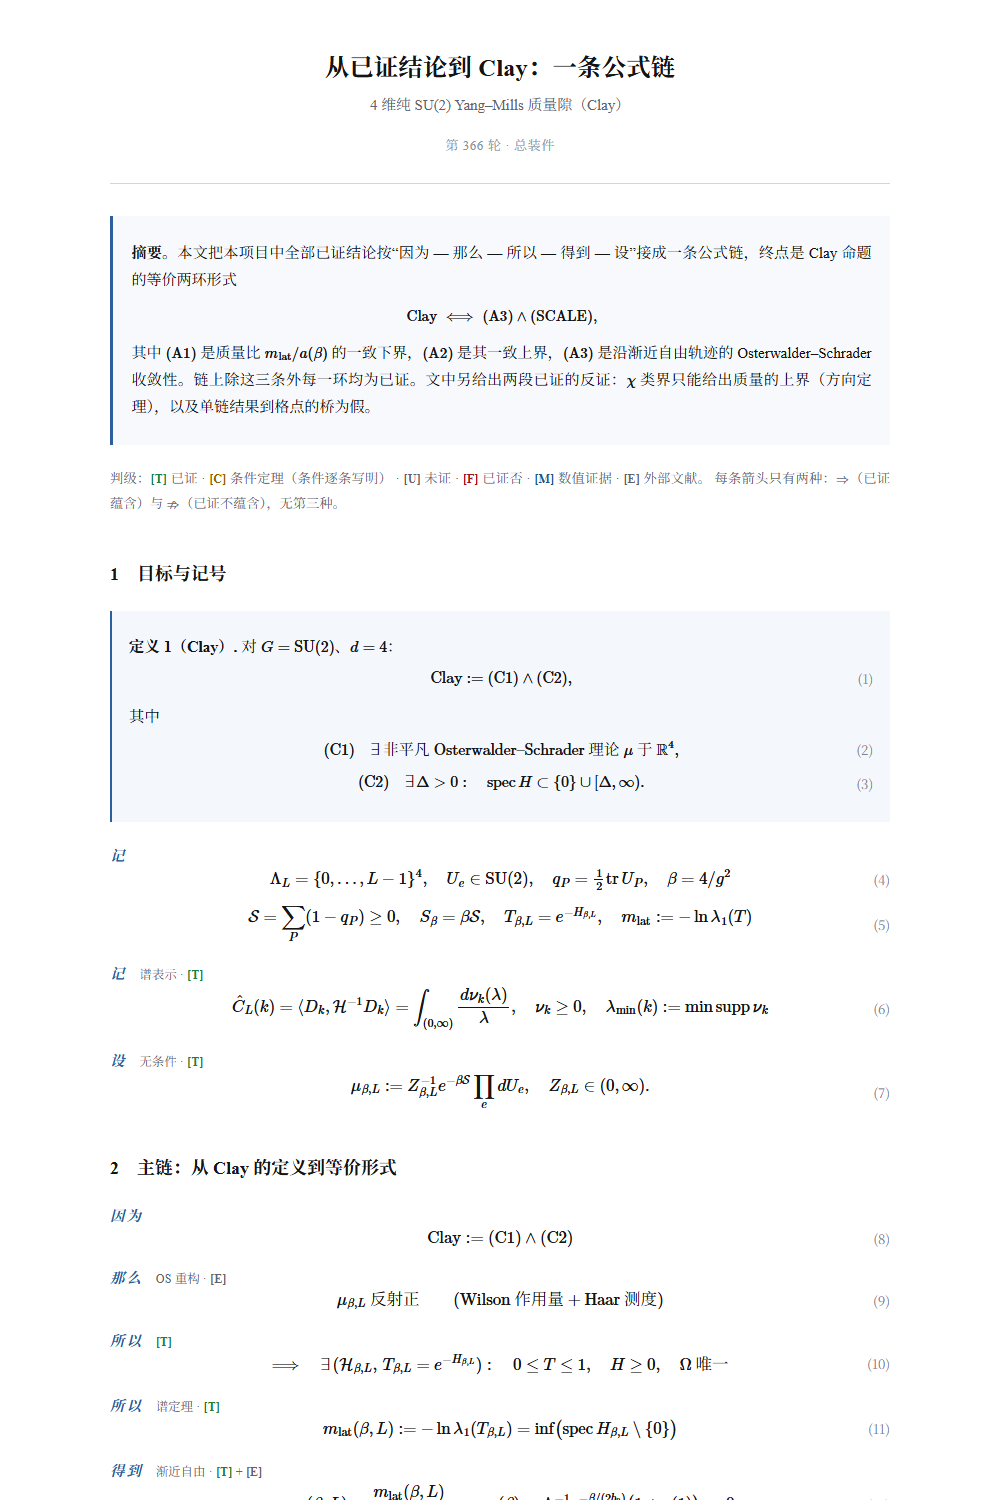 从已证结论到 Clay：一条公式链
4 维纯 SU(2) Yang–Mills 质量隙（Clay）
第 366 轮 · 总装件
摘要。本文把本项目中全部已证结论按“因为 — 那么 — 所以 — 得到 — 设”接成一条公式链，终点是 Clay 命题
的等价两环形式
Clay ⟺ (A3) ∧ (SCALE),
其中 (A1) 是质量比 m_lat/a(β) 的一致下界，(A2) 是其一致上界，(A3) 是沿渐近自由轨迹的 Osterwalder–Schrader
收敛性。链上除这三条外每一环均为已证。文中另给出两段已证的反证：χ 类界只能给出质量的上界（方向定
理），以及单链结果到格点的桥为假。
判级：[T] 已证 · [C] 条件定理（条件逐条写明） · [U] 未证 · [F] 已证否 · [M] 数值证据 · [E] 外部文献。 每条箭头只有两种：⇒（已证
蕴含）与 ⇏（已证不蕴含），无第三种。
1 目标与记号
定义 1（Clay）. 对 G = SU(2)、d = 4：
Clay := (C1) ∧ (C2), (1)
其中
(C1) ∃ 非平凡 Osterwalder–Schrader 理论 μ 于 ℝ⁴, (2)
(C2) ∃ Δ > 0 : spec H ⊂ {0} ∪ [Δ, ∞). (3)
记
Λ_L = {0, …, L − 1}⁴, U_e ∈ SU(2), q_P = ½ tr U_P, β = 4/g² (4)
𝒮 = ∑_P (1 − q_P) ≥ 0, S_β = β𝒮, T_{β,L} = e^{−H_{β,L}}, m_lat := − ln λ₁(T) (5)
记 谱表示 · [T]
Ĉ_L(k) = ⟨D_k, ℋ⁻¹D_k⟩ = ∫_{(0,∞)} dν_k(λ)/λ, ν_k ≥ 0, λ_min(k) := min supp ν_k (6)
设 无条件 · [T]
μ_{β,L} := Z_{β,L}^{−1} e^{−β𝒮} ∏_e dU_e, Z_{β,L} ∈ (0, ∞). (7)
2 主链：从 Clay 的定义到等价形式
因为
Clay := (C1) ∧ (C2) (8)
那么 OS 重构 · [E]
μ_{β,L} 反射正 (Wilson 作用量 + Haar 测度) (9)
所以 [T]
⟹ ∃ (ℋ_{β,L}, T_{β,L} = e^{−H_{β,L}}) : 0 ≤ T ≤ 1, H ≥ 0, Ω 唯一 (10)
所以 谱定理 · [T]
m_lat(β, L) := − ln λ₁(T_{β,L}) = inf(spec H_{β,L} \ {0}) (11)
得到 渐近自由 · [T] + [E]
m_lat(β, L)